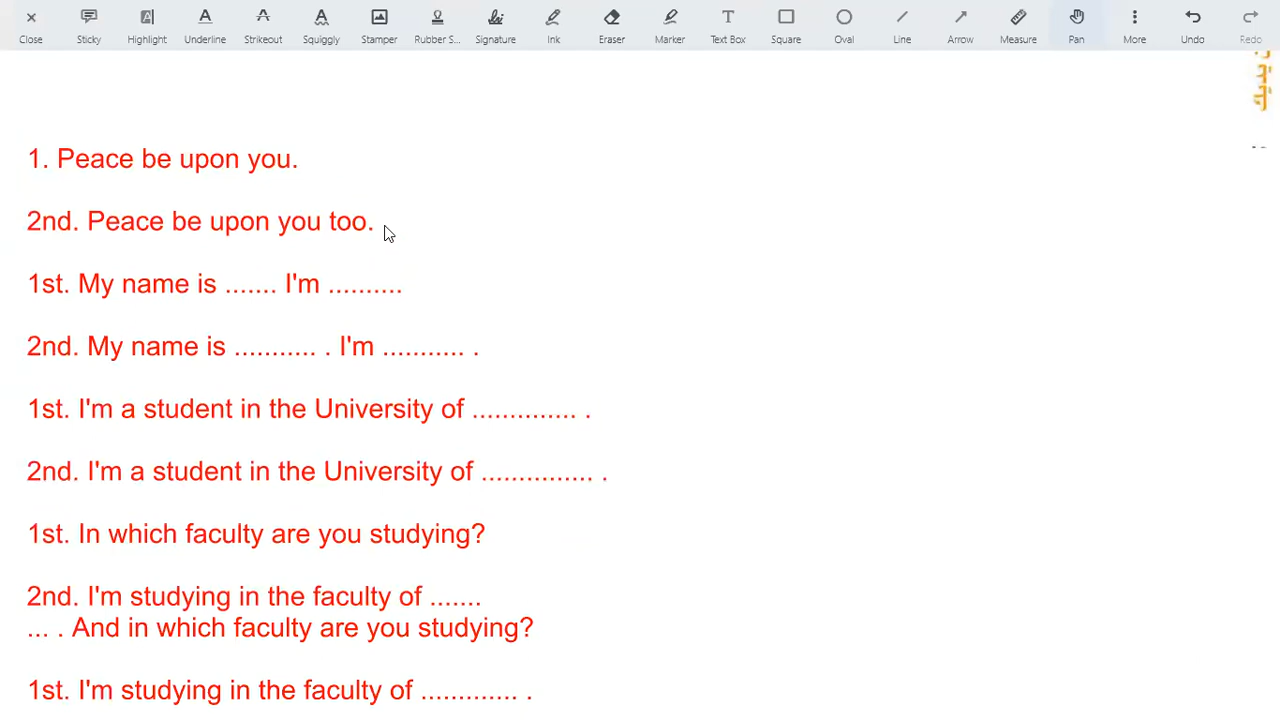 Close Sticky Highlight Underline Strikeout Squiggly Stamper Rubber S... Signature Ink Eraser Marker Text Box Square Oval Line Arrow Measure Pan More Undo Redo
يديك
1. Peace be upon you.
2nd. Peace be upon you too.
1st. My name is ....... I'm ..........
2nd. My name is ........... . I'm ........... .
1st. I'm a student in the University of .............. .
2nd. I'm a student in the University of ............... .
1st. In which faculty are you studying?
2nd. I'm studying in the faculty of .......
... . And in which faculty are you studying?
1st. I'm studying in the faculty of ............. .